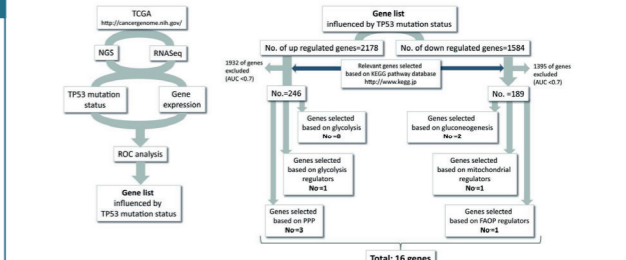 TCGA
http://cancergenome.nih.gov/
NGS
RNASeq
TP53 mutation
status
Gene
expression
ROC analysis
Gene list
influenced by
TP53 mutation status
Gene list
influenced by TP53 mutation status
No. of up regulated genes=2178
No. of down regulated genes=1584
1932 of genes
excluded
(AUC <0.7)
Relevant genes selected
based on KEGG pathway database
http://www.kegg.jp
1395 of genes
excluded
(AUC <0.7)
No.=246
No. =189
Genes selected
based on glycolysis
No =8
Genes selected
based on gluconeogenesis
No =2
Genes selected
based on glycolysis
regulators
No =1
Genes selected
based on mitochondrial
regulators
No =1
Genes selected
based on PPP
No =3
Genes selected
based on FAOP regulators
No =1
Total: 16 genes